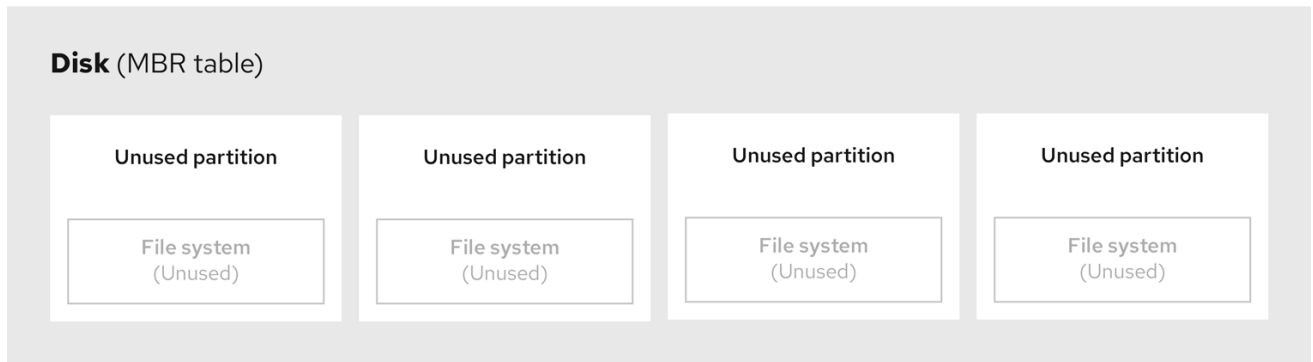 Disk (MBR table)
Unused partition
File system
(Unused)
Unused partition
File system
(Unused)
Unused partition
File system
(Unused)
Unused partition
File system
(Unused)